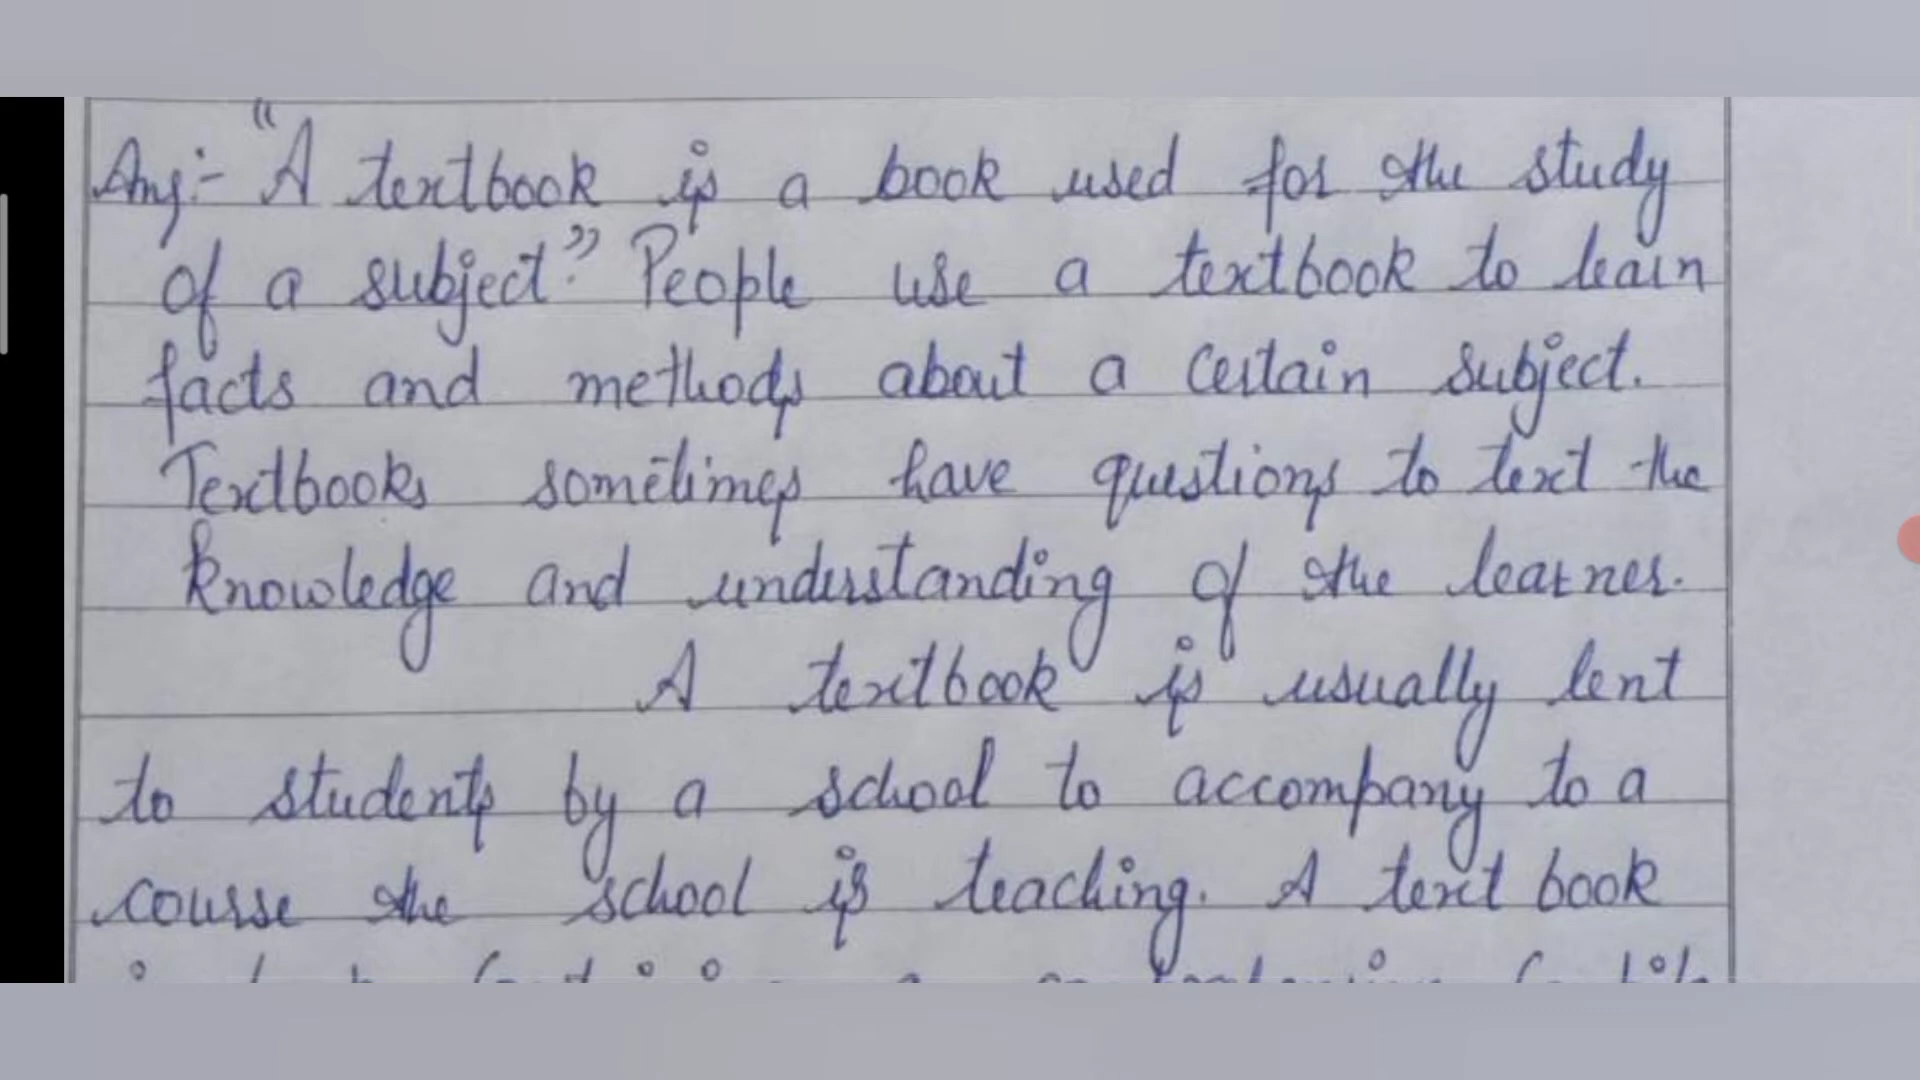 Ans:- "A textbook is a book used for the study
of a subject." People use a textbook to learn
facts and methods about a certain subject.
Textbooks sometimes have questions to text the
knowledge and understanding of the learner.
A textbook is usually lent
to students by a school to accompany to a
course the school is teaching. A text book